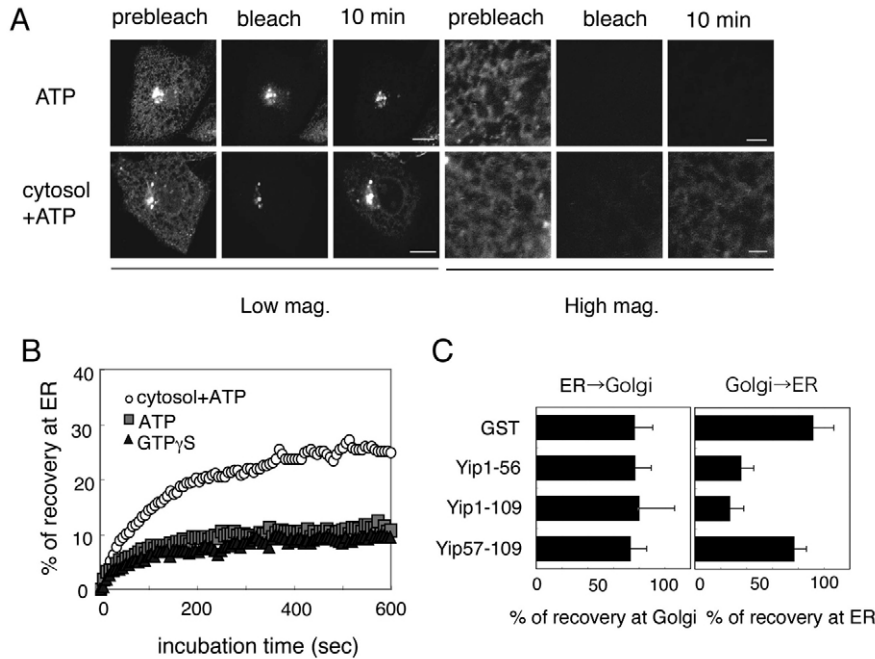 A
prebleach bleach 10 min prebleach bleach 10 min
ATP
cytosol
+ATP
Low mag. High mag.
B
% of recovery at ER
40
30
20
10
0
cytosol+ATP
ATP
GTPγS
0 200 400 600
incubation time (sec)
C
ER→Golgi Golgi→ER
GST
Yip1-56
Yip1-109
Yip57-109
0 50 100 0 50 100
% of recovery at Golgi % of recovery at ER